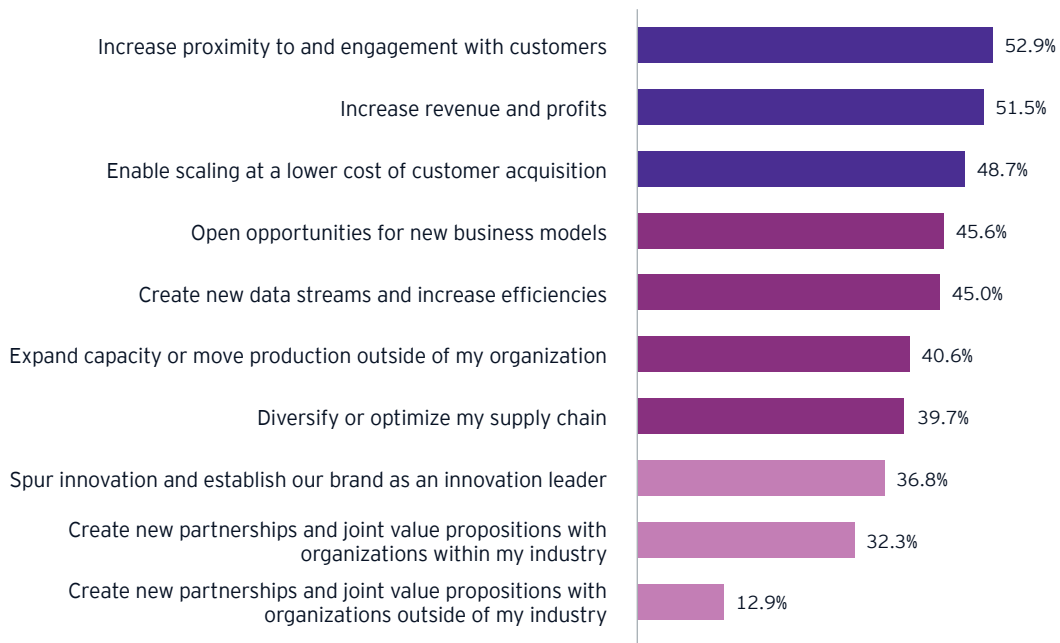 Increase proximity to and engagement with customers
52.9%
Increase revenue and profits
51.5%
Enable scaling at a lower cost of customer acquisition
48.7%
Open opportunities for new business models
45.6%
Create new data streams and increase efficiencies
45.0%
Expand capacity or move production outside of my organization
40.6%
Diversify or optimize my supply chain
39.7%
Spur innovation and establish our brand as an innovation leader
36.8%
Create new partnerships and joint value propositions with
organizations within my industry
32.3%
Create new partnerships and joint value propositions with
organizations outside of my industry
12.9%